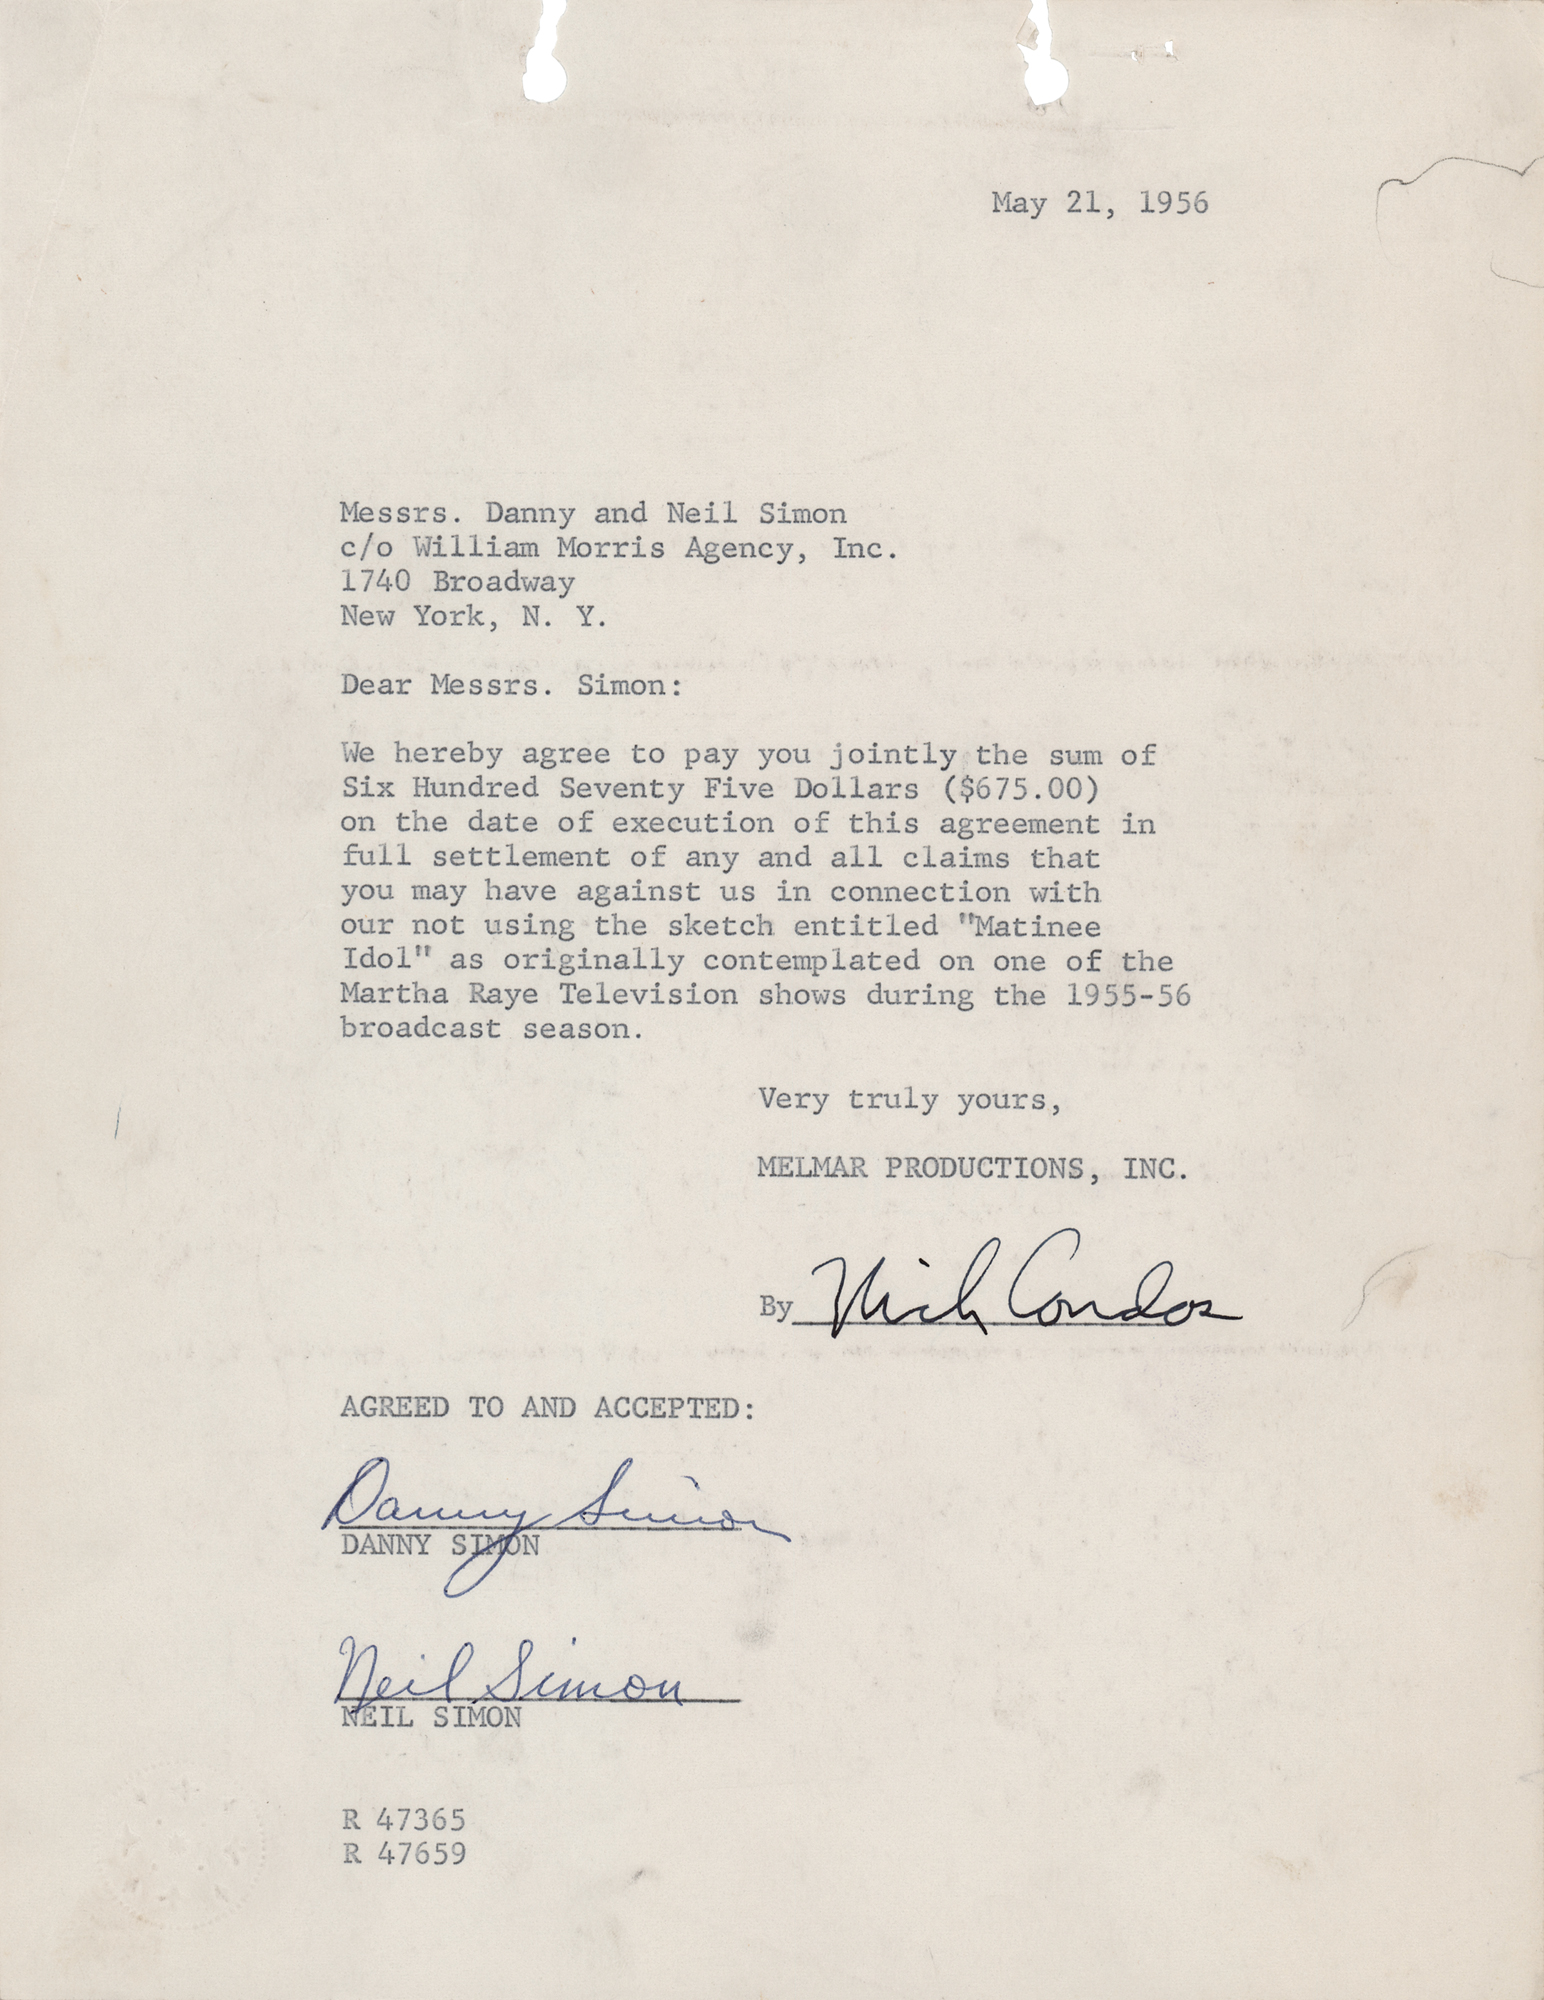 May 21, 1956
Messrs. Danny and Neil Simon
c/o William Morris Agency, Inc.
1740 Broadway
New York, N. Y.
Dear Messrs. Simon:
We hereby agree to pay you jointly the sum of
Six Hundred Seventy Five Dollars ($675.00)
on the date of execution of this agreement in
full settlement of any and all claims that
you may have against us in connection with
our not using the sketch entitled "Matinee
Idol" as originally contemplated on one of the
Martha Raye Television shows during the 1955-56
broadcast season.
Very truly yours,
MELMAR PRODUCTIONS, INC.
By Nick Condos
AGREED TO AND ACCEPTED:
Danny Simon
DANNY SIMON
Neil Simon
NEIL SIMON
R 47365
R 47659